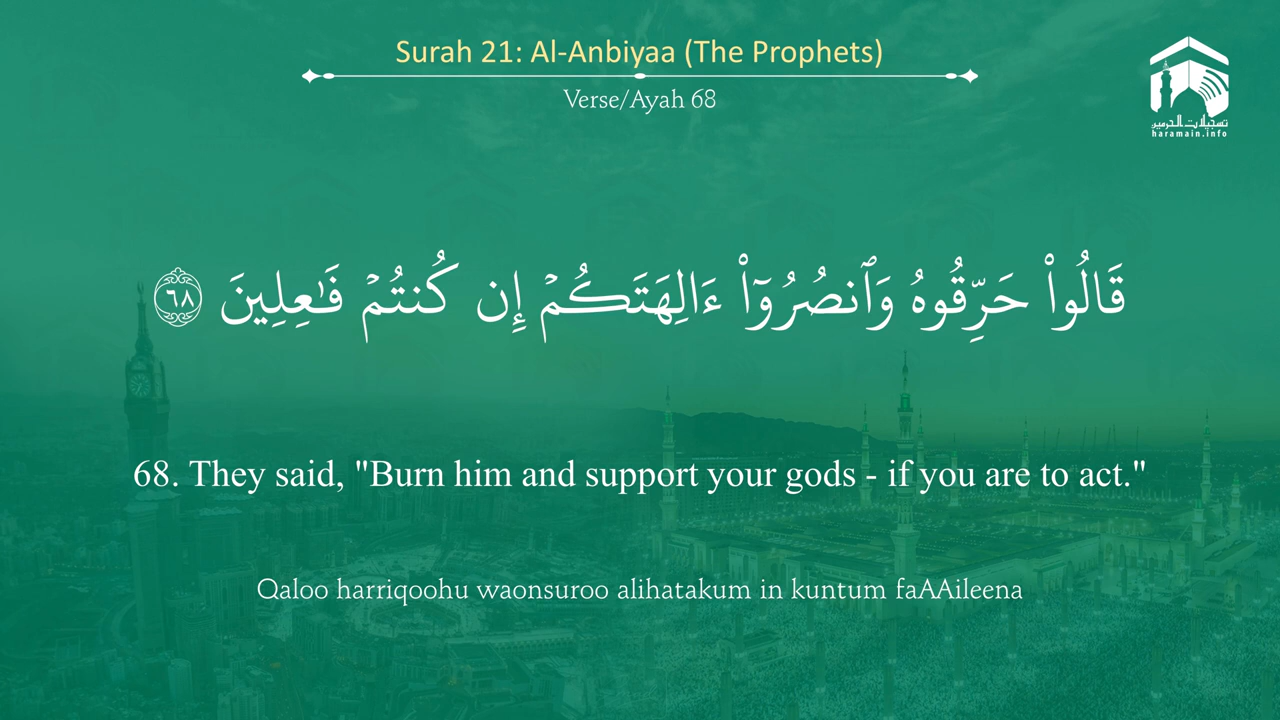 Surah 21: Al-Anbiyaa (The Prophets)
Verse/Ayah 68
تسجيلات الحرمين
haramain.info
قَالُوا۟ حَرِّقُوهُ وَٱنصُرُوٓا۟ ءَالِهَتَكُمْ إِن كُنتُمْ فَـٰعِلِينَ ٦٨
68. They said, "Burn him and support your gods - if you are to act."
Qaloo harriqoohu waonsuroo alihatakum in kuntum faAAileena